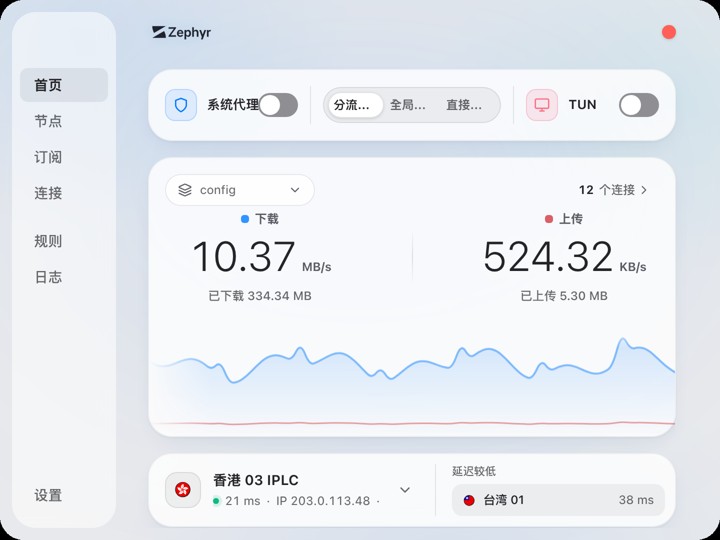 Zephyr
首页
节点
订阅
连接
规则
日志
设置
系统代理
分流...
全局...
直接...
TUN
config
12 个连接
下载
10.37 MB/s
已下载 334.34 MB
上传
524.32 KB/s
已上传 5.30 MB
香港 03 IPLC
21 ms · IP 203.0.113.48 ·
延迟较低
台湾 01
38 ms